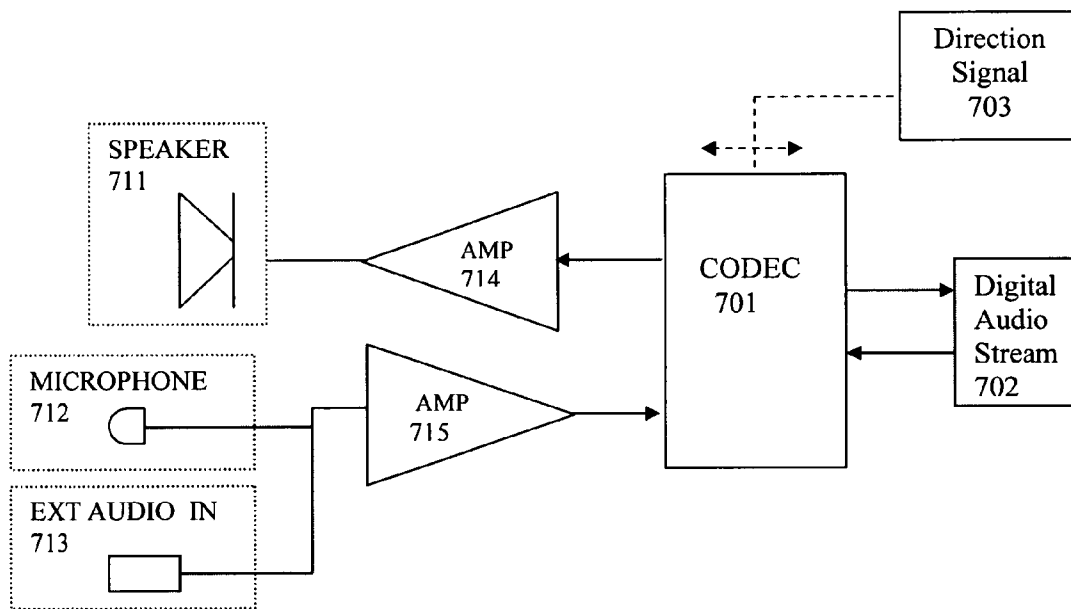 Direction
Signal
703
SPEAKER
711
AMP
714
CODEC
701
Digital
Audio
Stream
702
MICROPHONE
712
AMP
715
EXT AUDIO IN
713